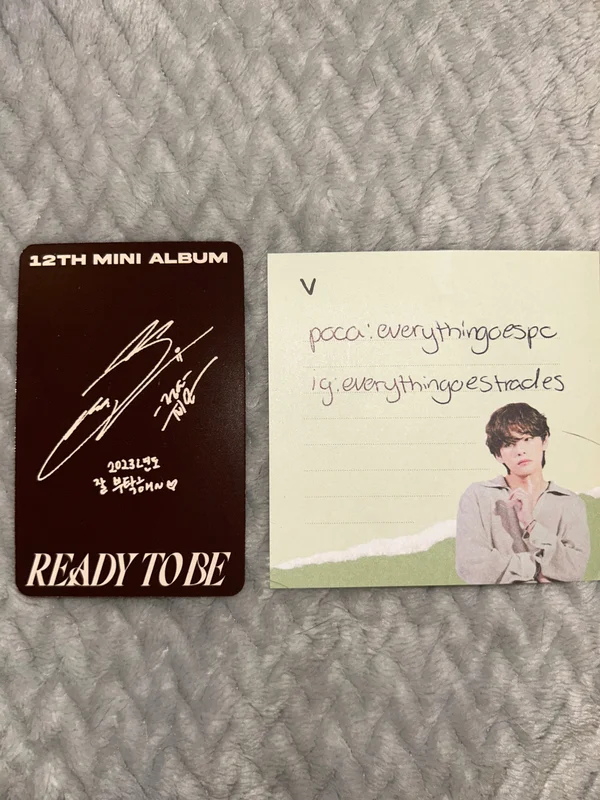 12TH MINI ALBUM
2023년도
잘 부탁해~♡
READY TO BE
V
poca: everythingoespc
ig: everythingoestrades